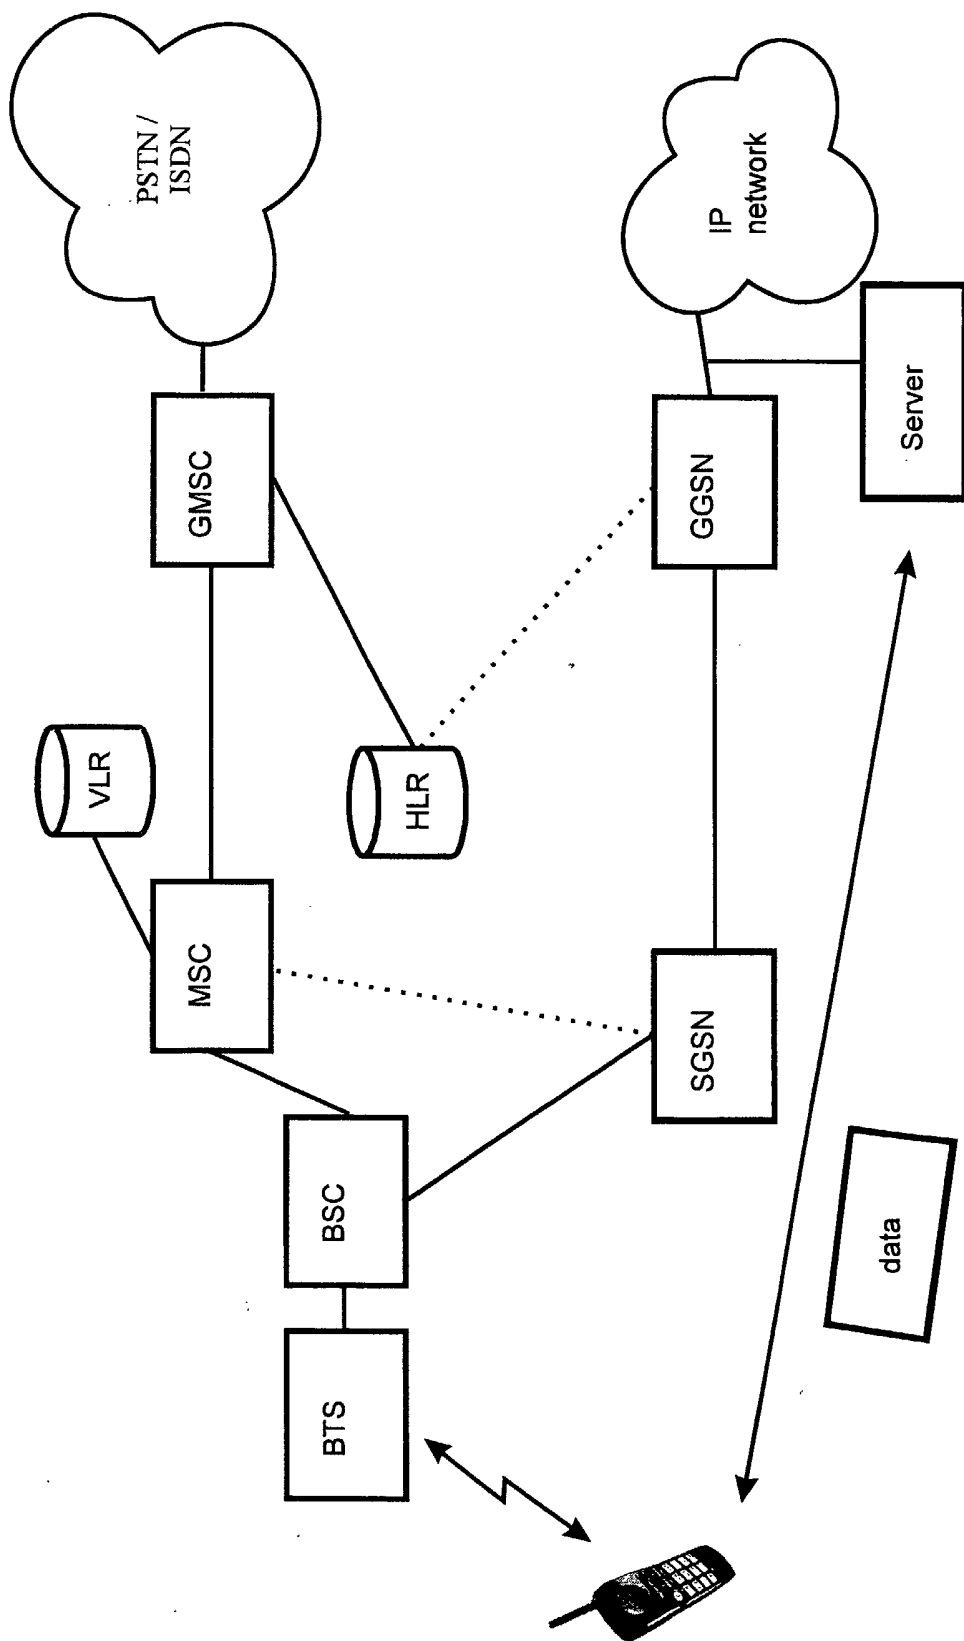 PSTN /
ISDN
VLR
GMSC
MSC
HLR
BSC
BTS
IP
network
GGSN
SGSN
Server
data